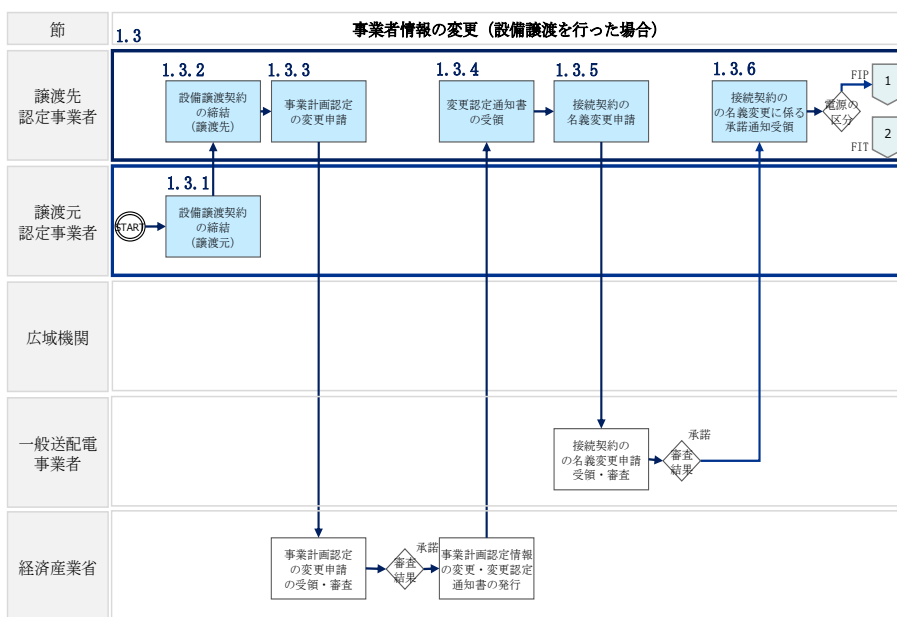 節
1.3
事業者情報の変更（設備譲渡を行った場合）
譲渡先
認定事業者
1.3.2
設備譲渡契約
の締結
（譲渡先）
1.3.3
事業計画認定
の変更申請
1.3.4
変更認定通知書
の受領
1.3.5
接続契約の
名義変更申請
1.3.6
接続契約の
の名義変更に係る
承諾通知受領
電源の
区分
FIP
1
FIT
2
譲渡元
認定事業者
START
1.3.1
設備譲渡契約
の締結
（譲渡元）
広域機関
一般送配電
事業者
接続契約の
の名義変更申請
受領・審査
審査
結果
承諾
経済産業省
事業計画認定
の変更申請
の受領・審査
審査
結果
承諾
事業計画認定情報
の変更・変更認定
通知書の発行